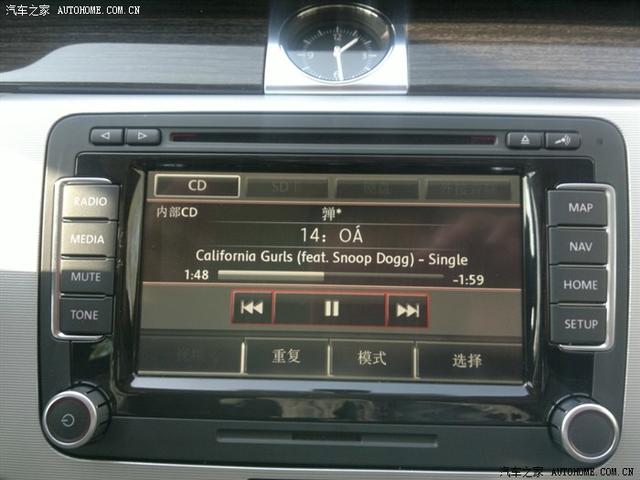 汽车之家 AUTOHOME.COM.CN
12
RADIO
MEDIA
MUTE
TONE
CD
内部CD
14: OÁ
California Gurls (feat. Snoop Dogg) - Single
1:48
-1:59
重复
模式
选择
MAP
NAV
HOME
SETUP
汽车之家 AUTOHOME.COM.CN